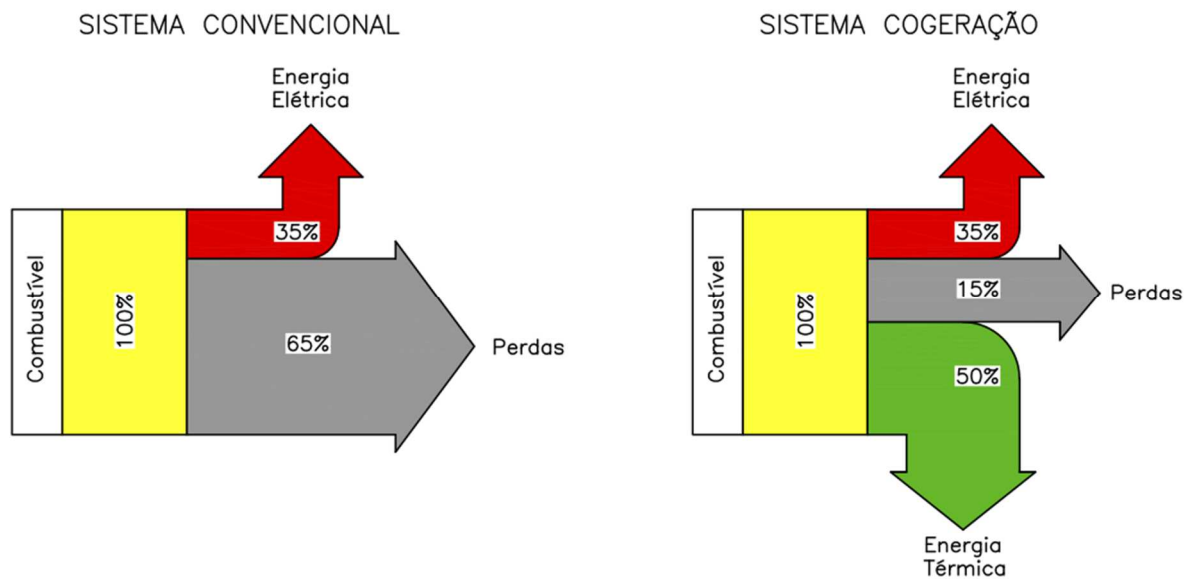 SISTEMA CONVENCIONAL
Energia
Elétrica
35%
Combustível
100%
65%
Perdas
SISTEMA COGERAÇÃO
Energia
Elétrica
35%
15%
Perdas
Combustível
100%
50%
Energia
Térmica